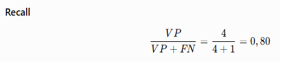 Recall
VP / (VP + FN) = 4 / (4 + 1) = 0,80